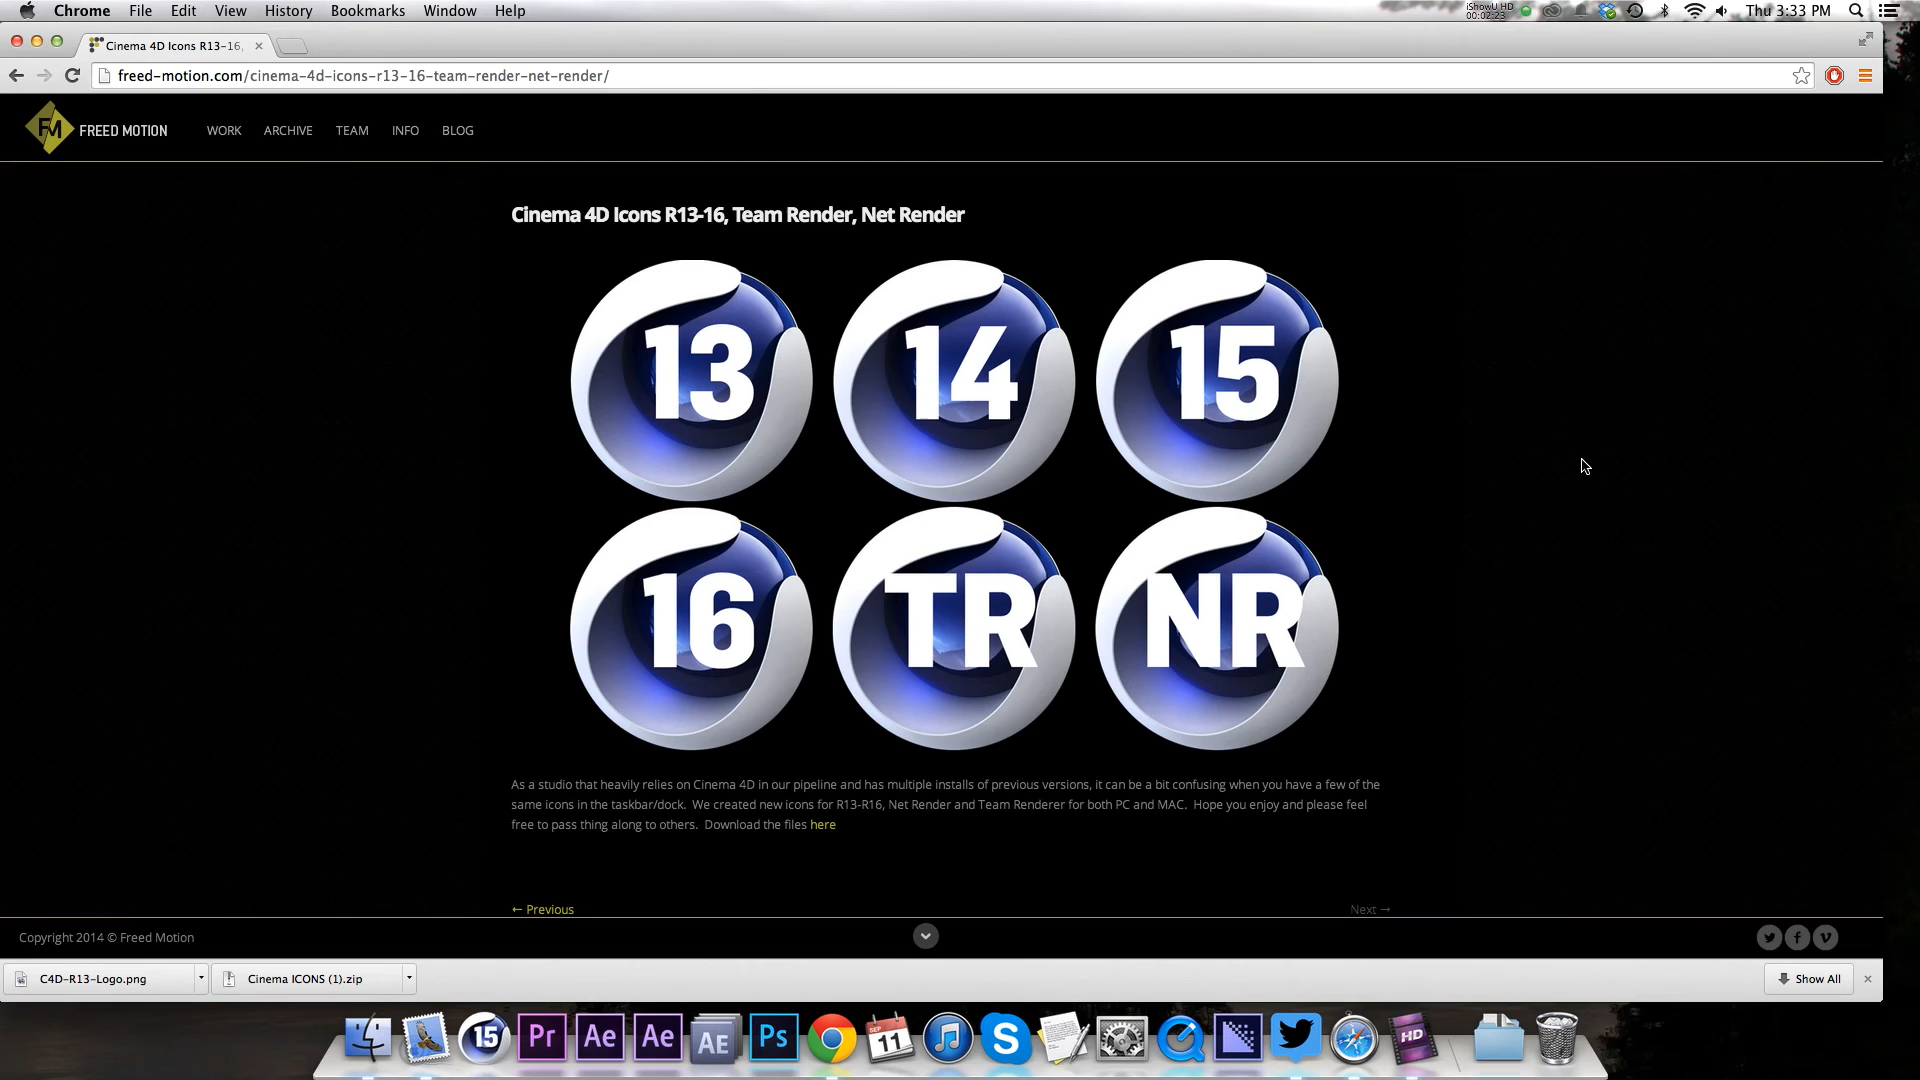 Chrome File Edit View History Bookmarks Window Help
iShowU HD
00:02:23
Thu 3:33 PM
Cinema 4D Icons R13-16,
freed-motion.com/cinema-4d-icons-r13-16-team-render-net-render/
FM FREED MOTION WORK ARCHIVE TEAM INFO BLOG
Cinema 4D Icons R13-16, Team Render, Net Render
13 14 15
16 TR NR
As a studio that heavily relies on Cinema 4D in our pipeline and has multiple installs of previous versions, it can be a bit confusing when you have a few of the
same icons in the taskbar/dock. We created new icons for R13-R16, Net Render and Team Renderer for both PC and MAC. Hope you enjoy and please feel
free to pass thing along to others. Download the files here
← Previous Next →
Copyright 2014 © Freed Motion
C4D-R13-Logo.png Cinema ICONS (1).zip Show All
15 Pr Ae Ae AE Ps SEP 11 S HD